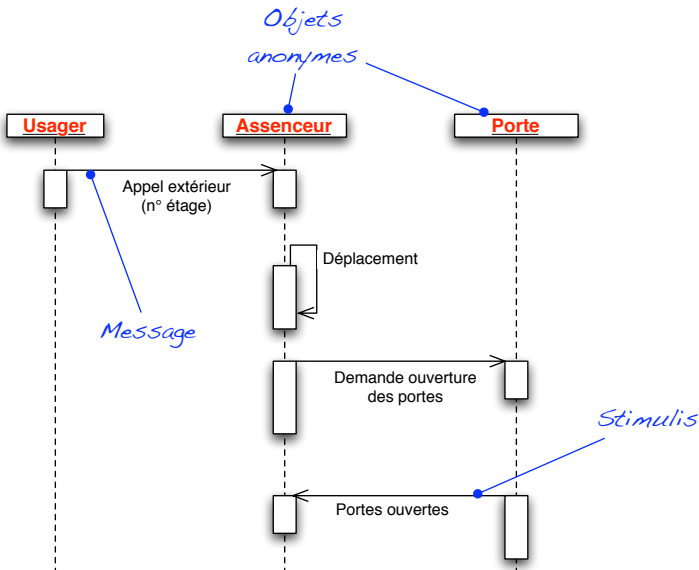 Objets
anonymes
Usager
Assenceur
Porte
Appel extérieur
(n° étage)
Déplacement
Message
Demande ouverture
des portes
Stimulis
Portes ouvertes